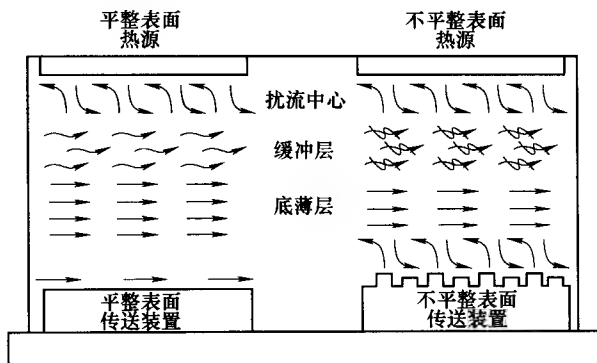 平整表面
热源
不平整表面
热源
扰流中心
缓冲层
底薄层
平整表面
传送装置
不平整表面
传送装置